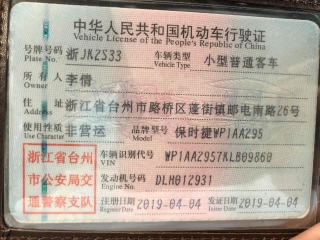 中华人民共和国机动车行驶证
Vehicle License of the People's Republic of China
号牌号码 浙JK2S33 车辆类型 小型普通客车
Plate No. Vehicle Type
所有人 李倩
Owner
住址 浙江省台州市路桥区蓬街镇邮电南路26号
Address
使用性质 非营运 品牌型号 保时捷WP1AA295
Use Character Model
浙江省台州市公安局交通警察支队
车辆识别代号 WP1AA2957KLB09860
VIN
发动机号码 DLH012931
Engine No.
注册日期 2019-04-04 发证日期 2019-04-04
Register Date Issue Date